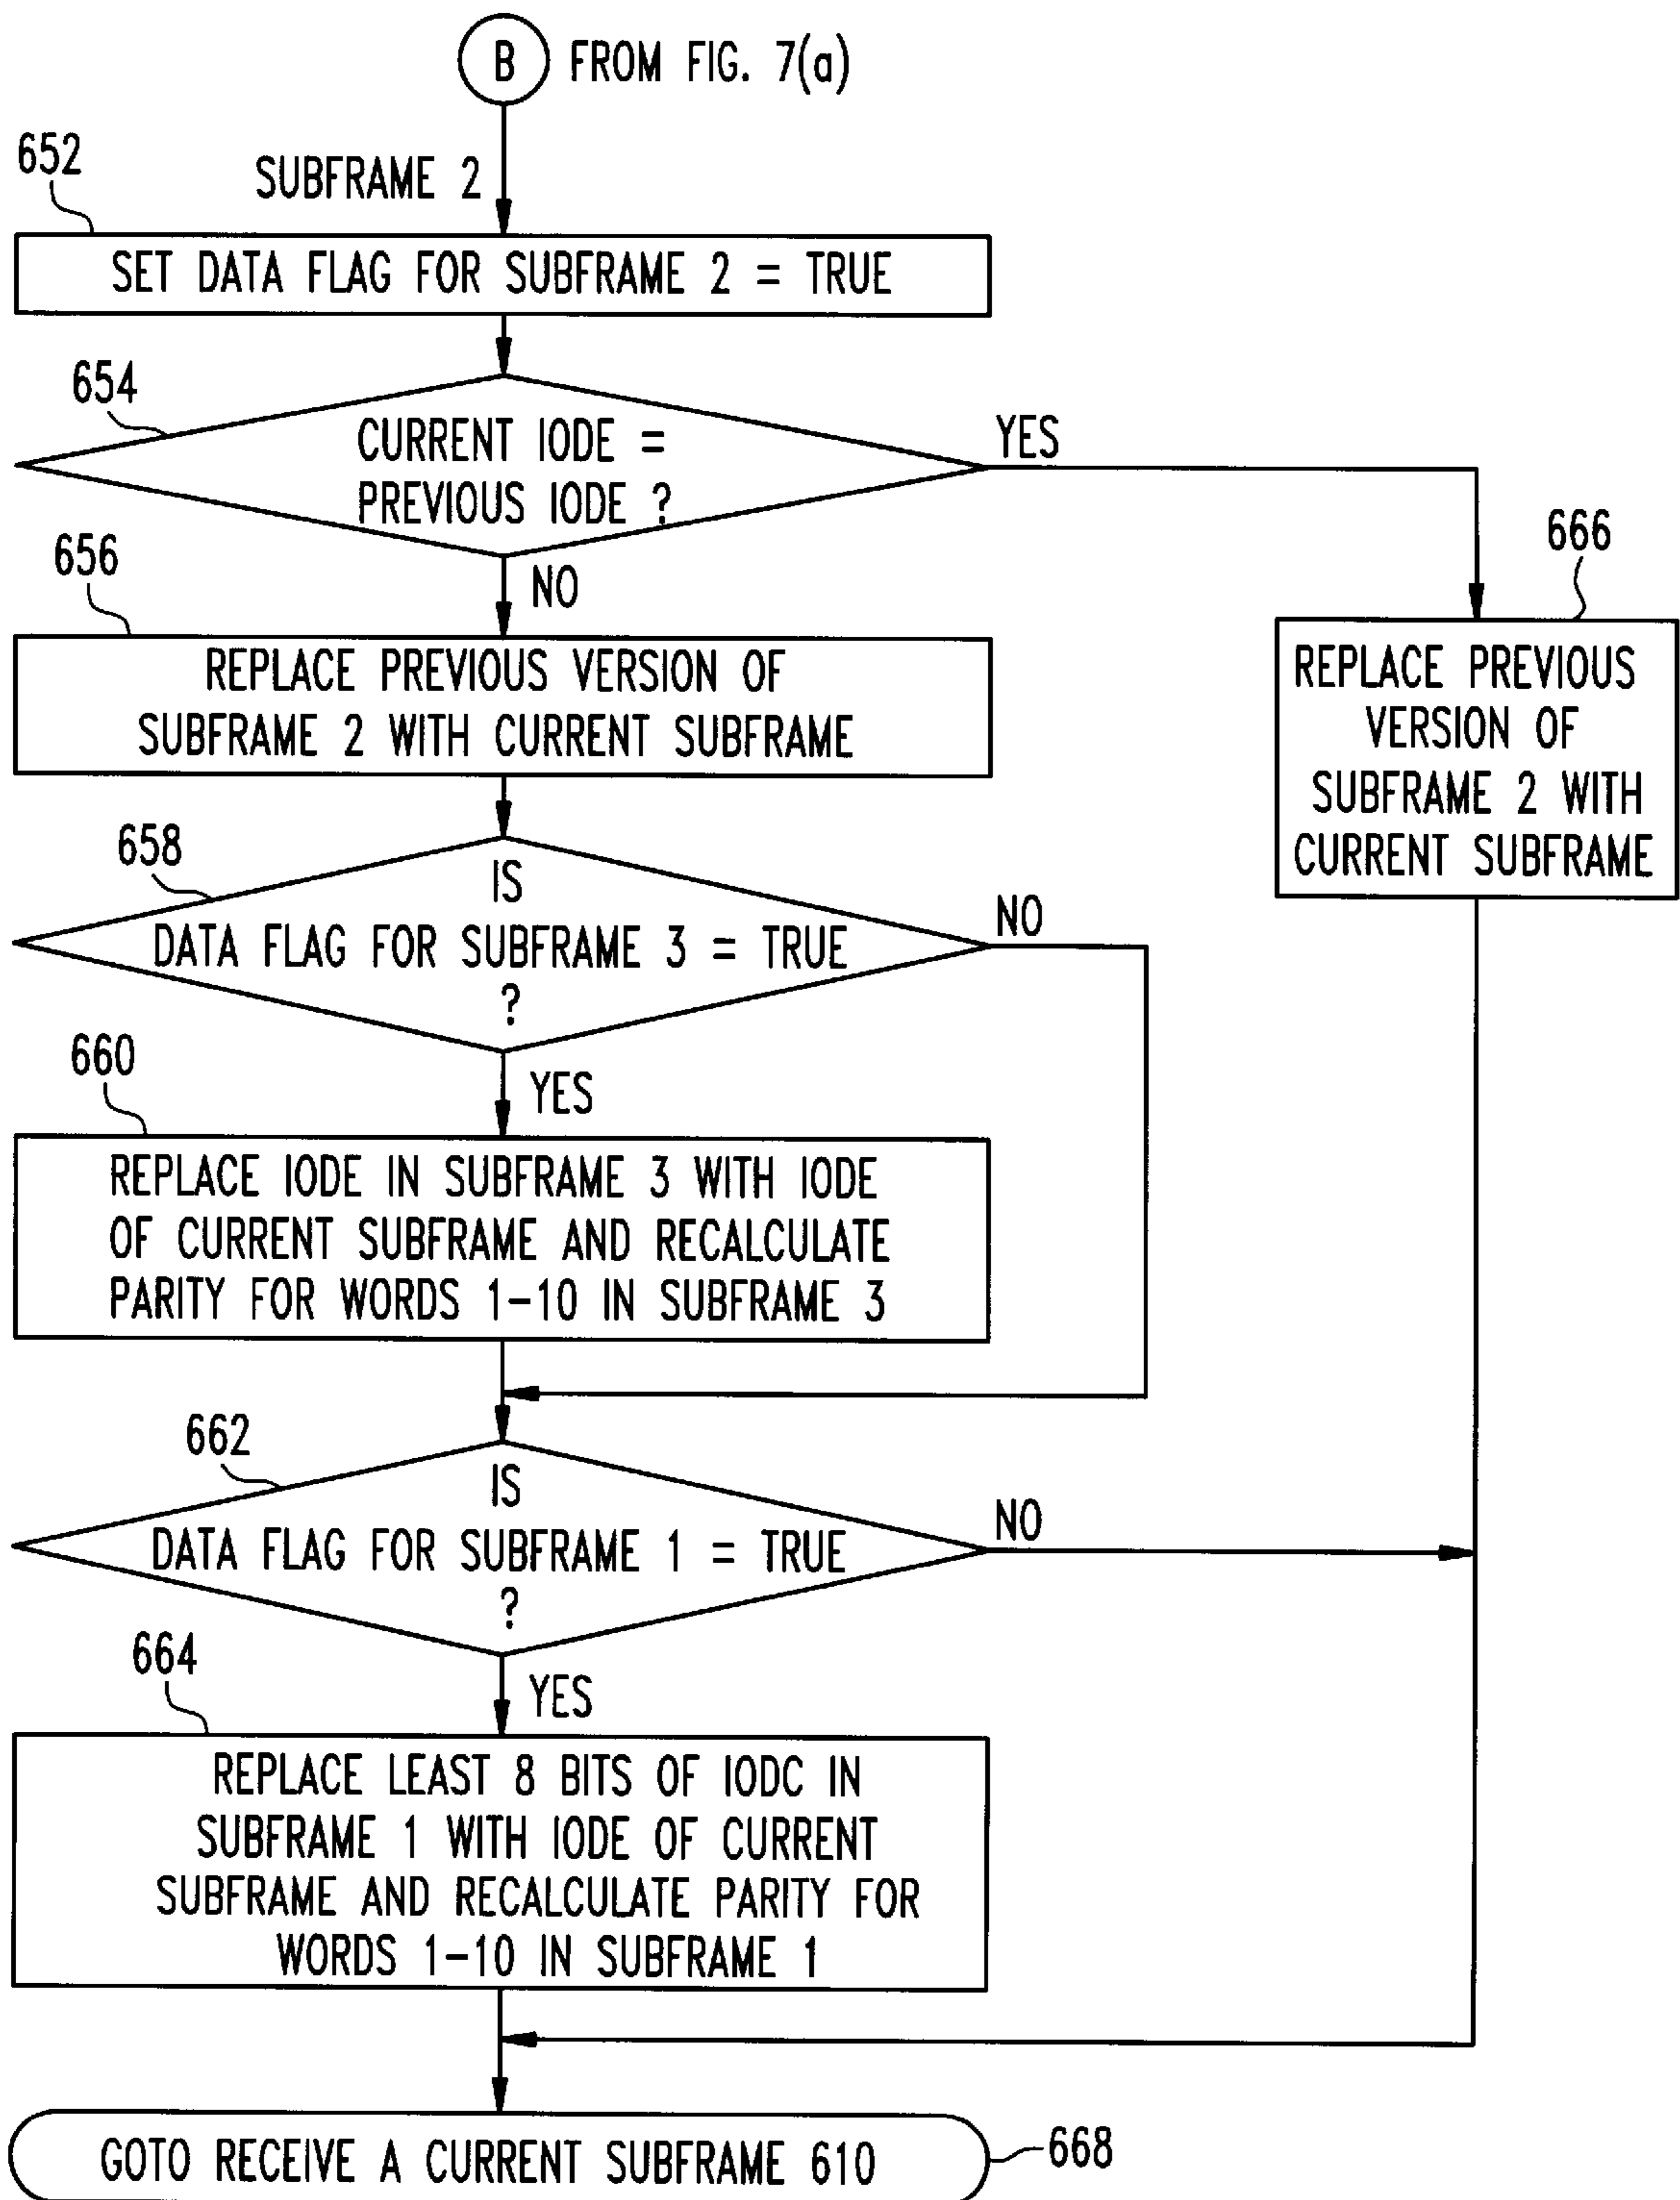 B FROM FIG. 7(a)
SUBFRAME 2
652
SET DATA FLAG FOR SUBFRAME 2 = TRUE
654
CURRENT IODE =
PREVIOUS IODE ?
YES
NO
656
REPLACE PREVIOUS VERSION OF
SUBFRAME 2 WITH CURRENT SUBFRAME
666
REPLACE PREVIOUS
VERSION OF
SUBFRAME 2 WITH
CURRENT SUBFRAME
658
IS
DATA FLAG FOR SUBFRAME 3 = TRUE
?
NO
YES
660
REPLACE IODE IN SUBFRAME 3 WITH IODE
OF CURRENT SUBFRAME AND RECALCULATE
PARITY FOR WORDS 1-10 IN SUBFRAME 3
662
IS
DATA FLAG FOR SUBFRAME 1 = TRUE
?
NO
YES
664
REPLACE LEAST 8 BITS OF IODC IN
SUBFRAME 1 WITH IODE OF CURRENT
SUBFRAME AND RECALCULATE PARITY FOR
WORDS 1-10 IN SUBFRAME 1
GOTO RECEIVE A CURRENT SUBFRAME 610
668